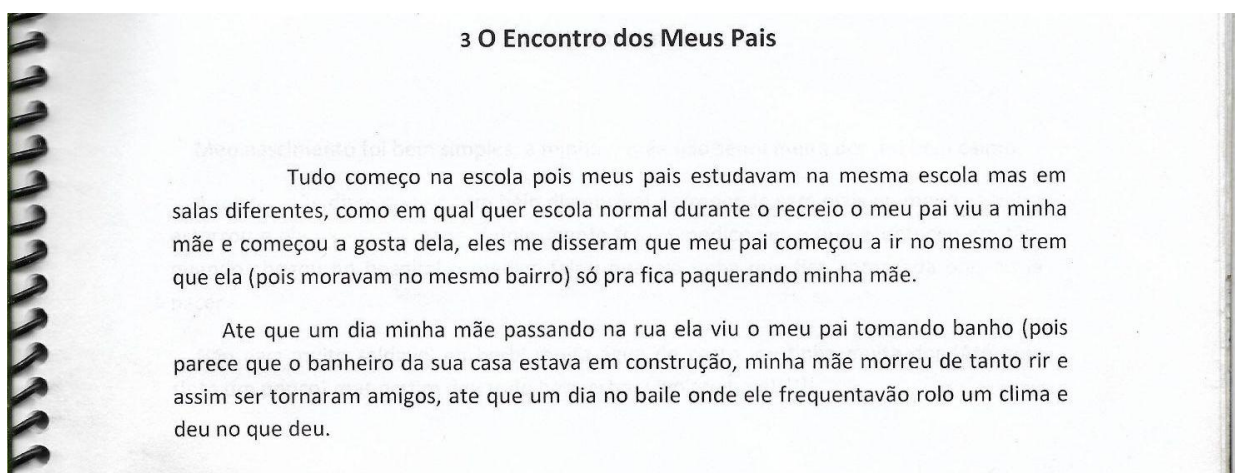 3 O Encontro dos Meus Pais
Tudo começo na escola pois meus pais estudavam na mesma escola mas em
salas diferentes, como em qual quer escola normal durante o recreio o meu pai viu a minha
mãe e começou a gosta dela, eles me disseram que meu pai começou a ir no mesmo trem
que ela (pois moravam no mesmo bairro) só pra fica paquerando minha mãe.
Ate que um dia minha mãe passando na rua ela viu o meu pai tomando banho (pois
parece que o banheiro da sua casa estava em construção, minha mãe morreu de tanto rir e
assim ser tornaram amigos, ate que um dia no baile onde ele frequentavão rolo um clima e
deu no que deu.